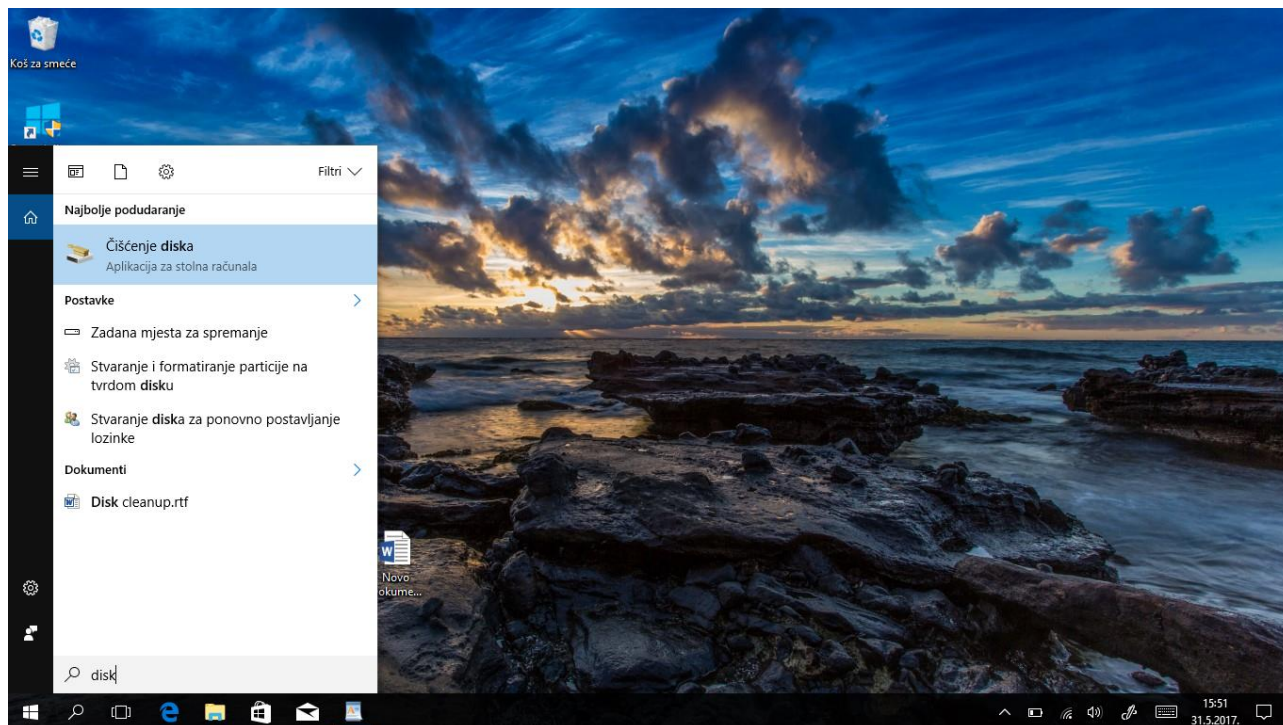 Koš za smeće
Filtri
Najbolje podudaranje
Čišćenje diska
Aplikacija za stolna računala
Postavke
Zadana mjesta za spremanje
Stvaranje i formatiranje particije na
tvrdom disku
Stvaranje diska za ponovno postavljanje
lozinke
Dokumenti
Disk cleanup.rtf
Novo
okume...
disk
15:51
31.5.2017.